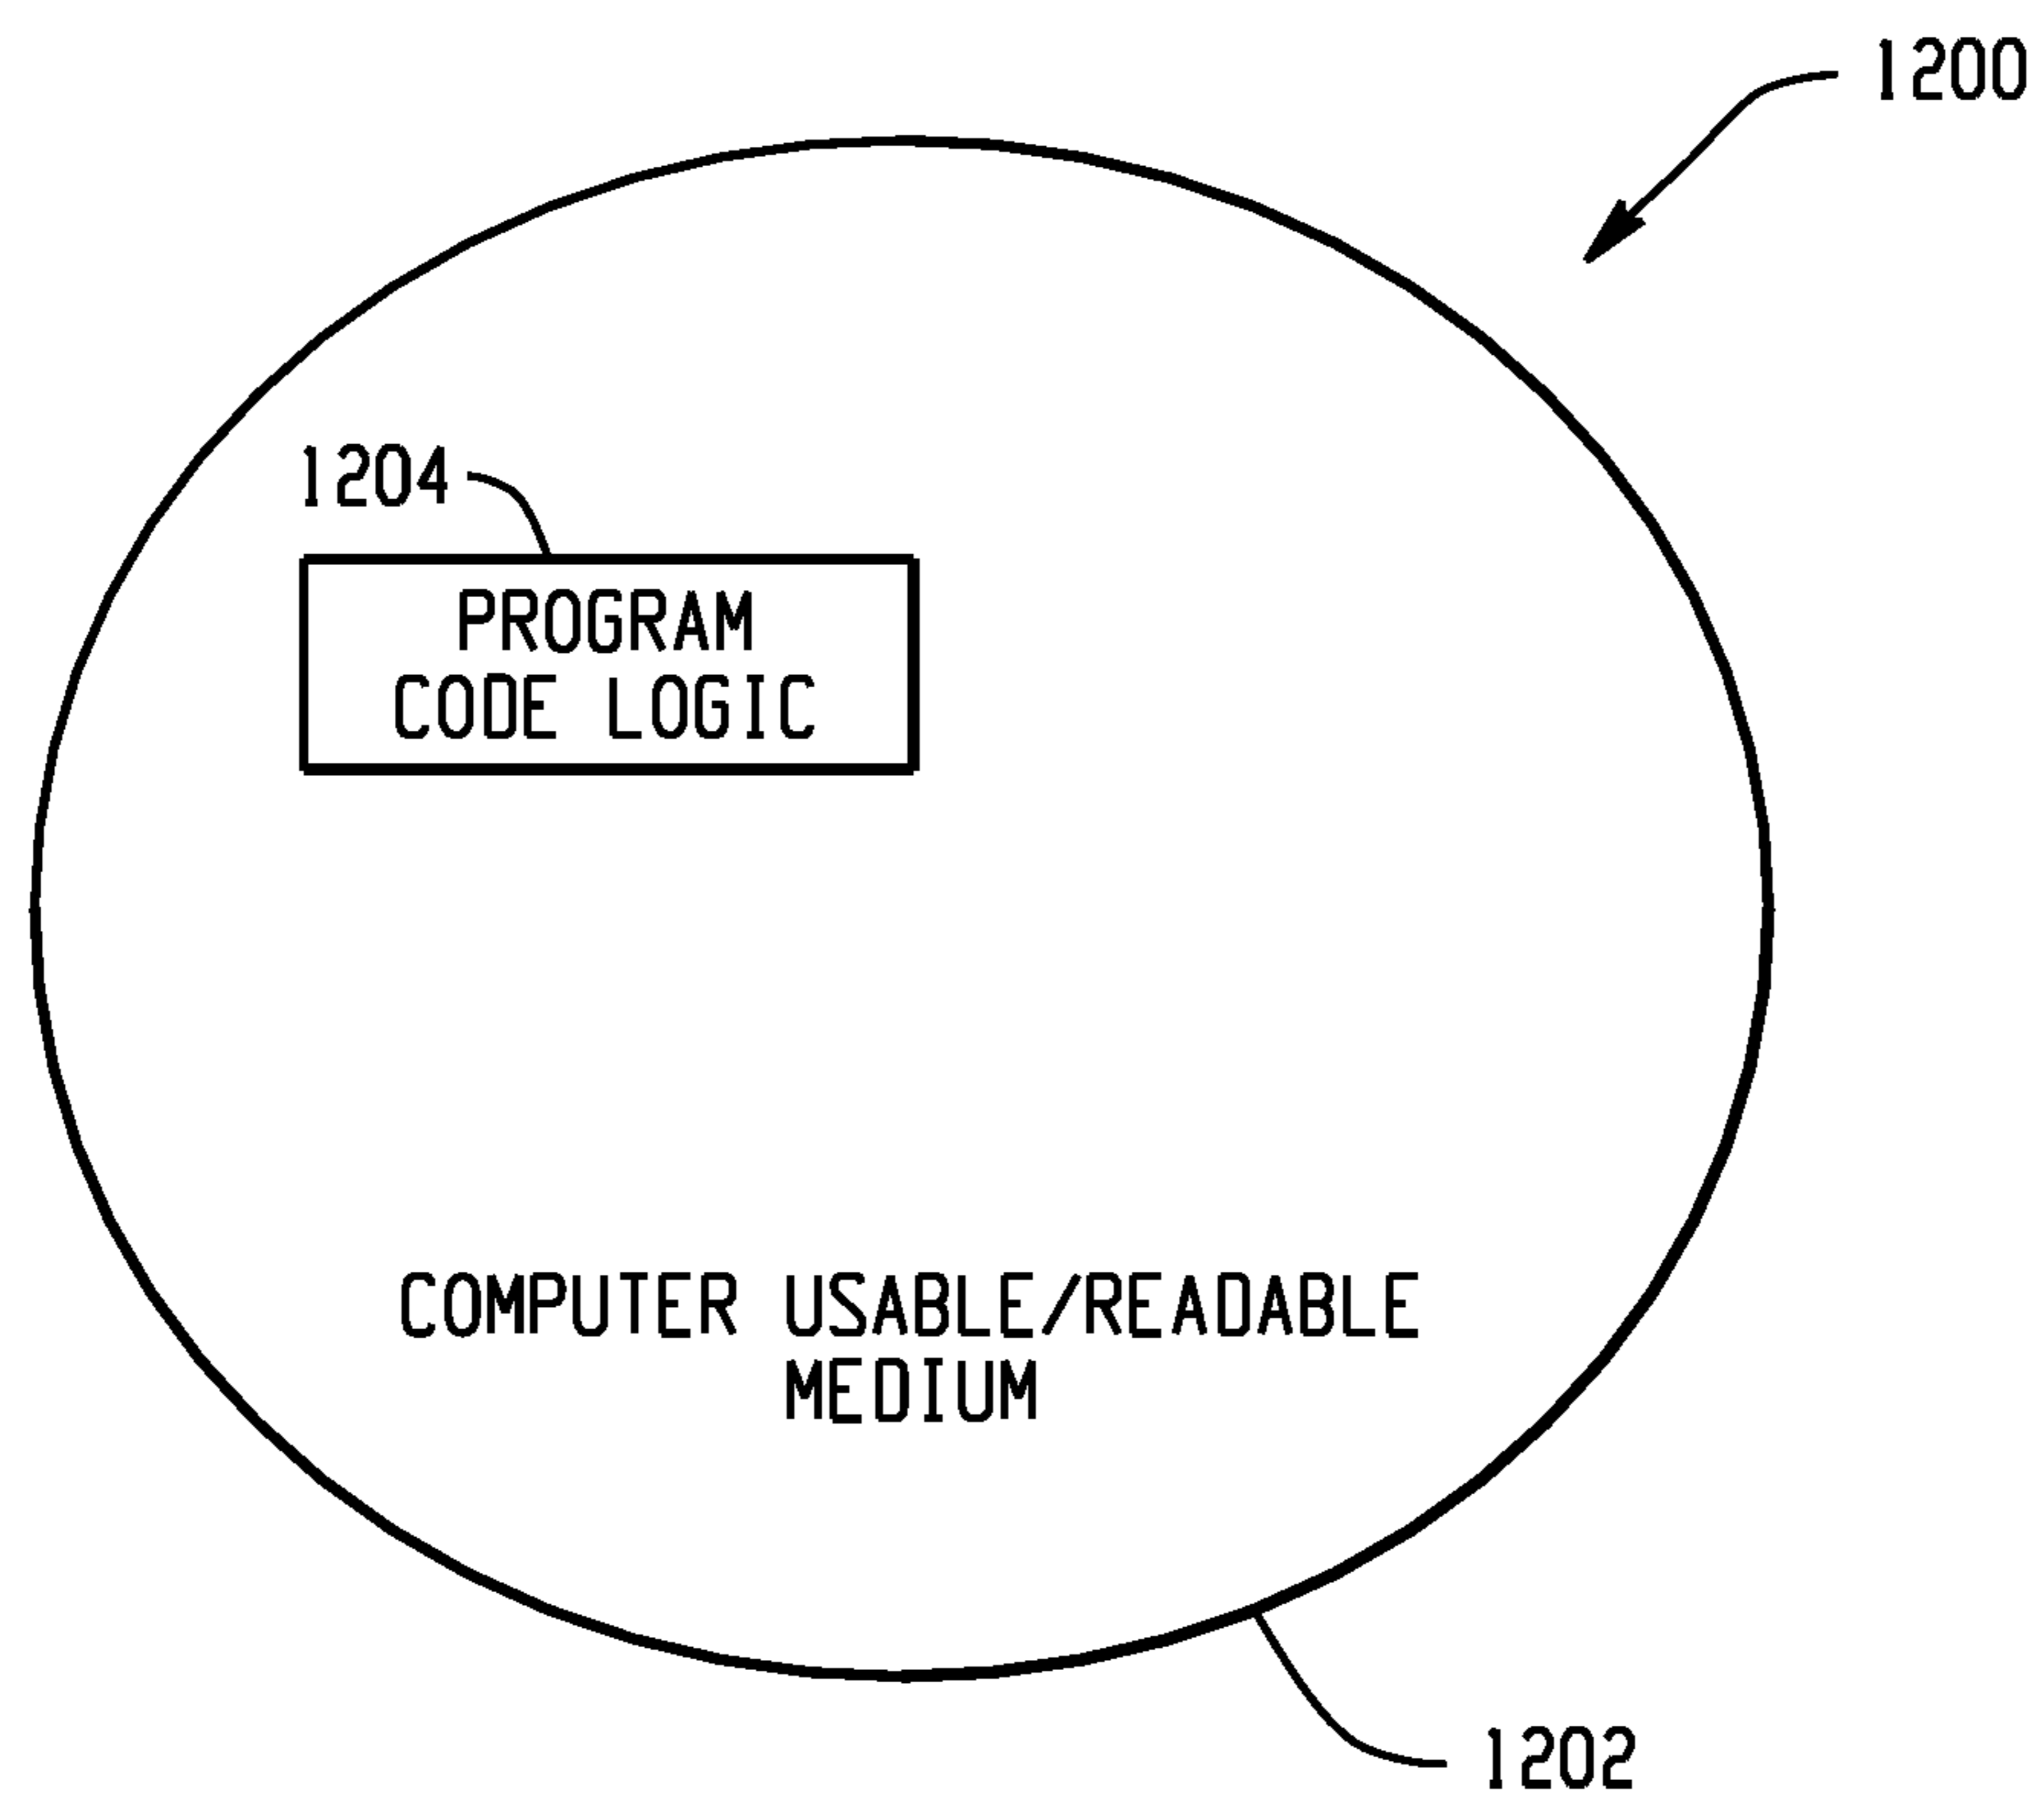 1200
1204
PROGRAM
CODE LOGIC
COMPUTER USABLE/READABLE
MEDIUM
1202